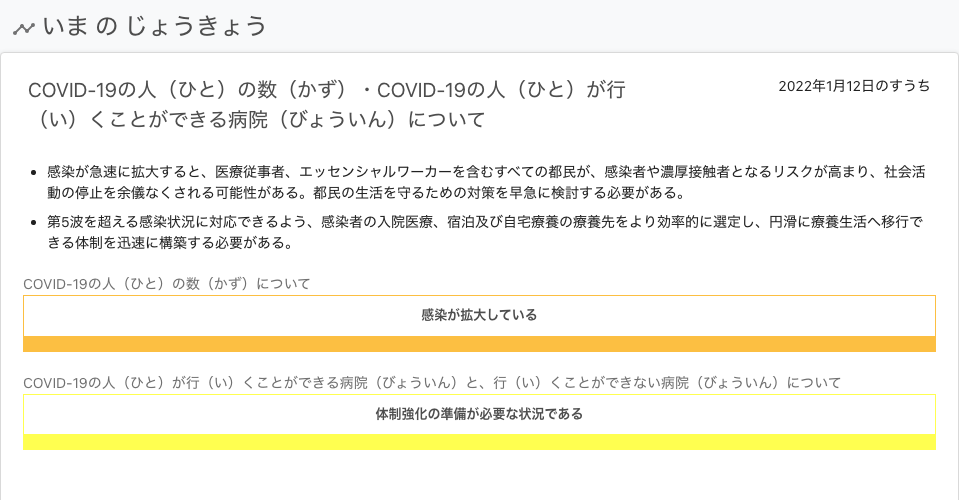 いま の じょうきょう
COVID-19の人（ひと）の数（かず）・COVID-19の人（ひと）が行
（い）くことができる病院（びょういん）について
2022年1月12日のすうち
• 感染が急速に拡大すると、医療従事者、エッセンシャルワーカーを含むすべての都民が、感染者や濃厚接触者となるリスクが高まり、社会活
動の停止を余儀なくされる可能性がある。都民の生活を守るための対策を早急に検討する必要がある。
• 第5波を超える感染状況に対応できるよう、感染者の入院医療、宿泊及び自宅療養の療養先をより効率的に選定し、円滑に療養生活へ移行で
きる体制を迅速に構築する必要がある。
COVID-19の人（ひと）の数（かず）について
感染が拡大している
COVID-19の人（ひと）が行（い）くことができる病院（びょういん）と、行（い）くことができない病院（びょういん）について
体制強化の準備が必要な状況である